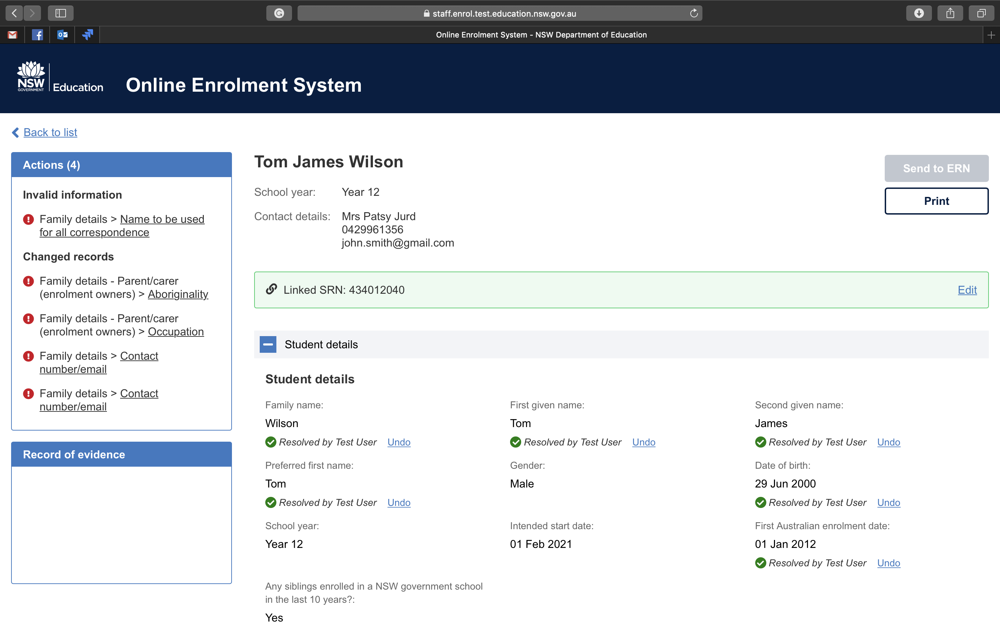 staff.enrol.test.education.nsw.gov.au
Online Enrolment System - NSW Department of Education
NSW
GOVERNMENT
Education
Online Enrolment System
Back to list
Actions (4)
Invalid information
Family details > Name to be used
for all correspondence
Changed records
Family details - Parent/carer
(enrolment owners) > Aboriginality
Family details - Parent/carer
(enrolment owners) > Occupation
Family details > Contact
number/email
Family details > Contact
number/email
Record of evidence
Tom James Wilson
School year: Year 12
Contact details: Mrs Patsy Jurd
0429961356
john.smith@gmail.com
Send to ERN
Print
Linked SRN: 434012040 Edit
Student details
Student details
Family name: First given name: Second given name:
Wilson Tom James
Resolved by Test User Undo Resolved by Test User Undo Resolved by Test User Undo
Preferred first name: Gender: Date of birth:
Tom Male 29 Jun 2000
Resolved by Test User Undo Resolved by Test User Undo
School year: Intended start date: First Australian enrolment date:
Year 12 01 Feb 2021 01 Jan 2012
Resolved by Test User Undo
Any siblings enrolled in a NSW government school
in the last 10 years?:
Yes